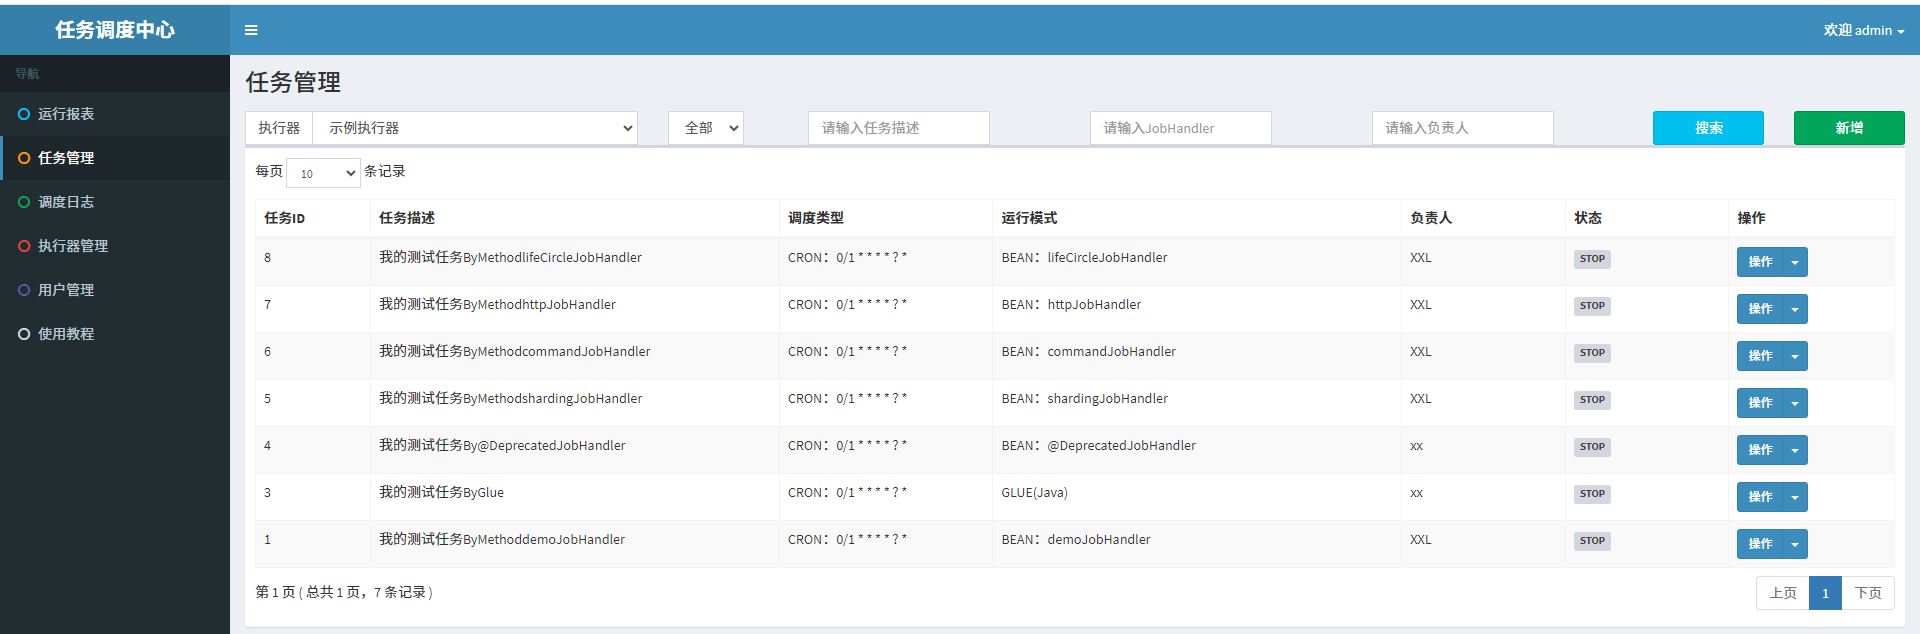 任务调度中心
欢迎 admin
导航
运行报表
任务管理
调度日志
执行器管理
用户管理
使用教程
任务管理
执行器 示例执行器 全部 请输入任务描述 请输入JobHandler 请输入负责人 搜索 新增
每页 10 条记录
任务ID 任务描述 调度类型 运行模式 负责人 状态 操作
8 我的测试任务ByMethodlifeCircleJobHandler CRON：0/1 * * * * ? * BEAN：lifeCircleJobHandler XXL STOP 操作
7 我的测试任务ByMethodhttpJobHandler CRON：0/1 * * * * ? * BEAN：httpJobHandler XXL STOP 操作
6 我的测试任务ByMethodcommandJobHandler CRON：0/1 * * * * ? * BEAN：commandJobHandler XXL STOP 操作
5 我的测试任务ByMethodshardingJobHandler CRON：0/1 * * * * ? * BEAN：shardingJobHandler XXL STOP 操作
4 我的测试任务By@DeprecatedJobHandler CRON：0/1 * * * * ? * BEAN：@DeprecatedJobHandler xx STOP 操作
3 我的测试任务ByGlue CRON：0/1 * * * * ? * GLUE(Java) xx STOP 操作
1 我的测试任务ByMethoddemoJobHandler CRON：0/1 * * * * ? * BEAN：demoJobHandler XXL STOP 操作
第 1 页 ( 总共 1 页，7 条记录 )
上页 1 下页